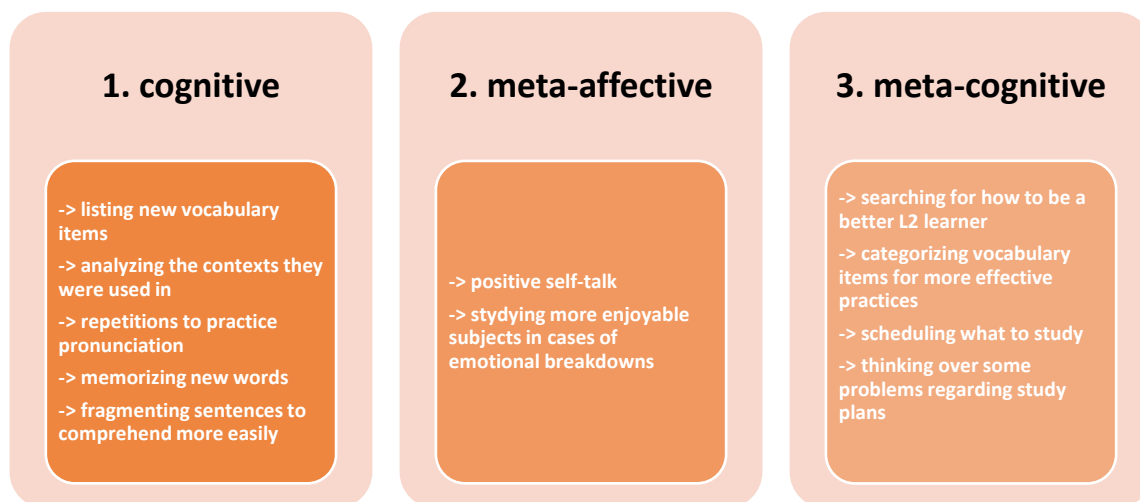 1. cognitive
-> listing new vocabulary
items
-> analyzing the contexts they
were used in
-> repetitions to practice
pronunciation
-> memorizing new words
-> fragmenting sentences to
comprehend more easily
2. meta-affective
-> positive self-talk
-> stydying more enjoyable
subjects in cases of
emotional breakdowns
3. meta-cognitive
-> searching for how to be a
better L2 learner
-> categorizing vocabulary
items for more effective
practices
-> scheduling what to study
-> thinking over some
problems regarding study
plans